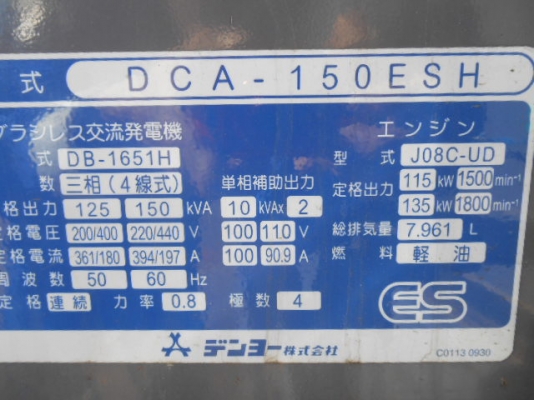 式 DCA-150ESH
ブラシレス交流発電機
式 DB-1651H
数 三相(4線式)
格出力 125 150 kVA
定格電圧 200/400 220/440 V
定格電流 361/180 394/197 A
周波数 50 60 Hz
定格 連続 力率 0.8 極数 4
単相補助出力
10 kVAx 2
100 110 V
100 90.9 A
エンジン
型式 J08C-UD
定格出力 115 kW 1500 min⁻¹
135 kW 1800 min⁻¹
総排気量 7.961 L
燃料 軽油
ES
デンヨー株式会社
C0113 0930